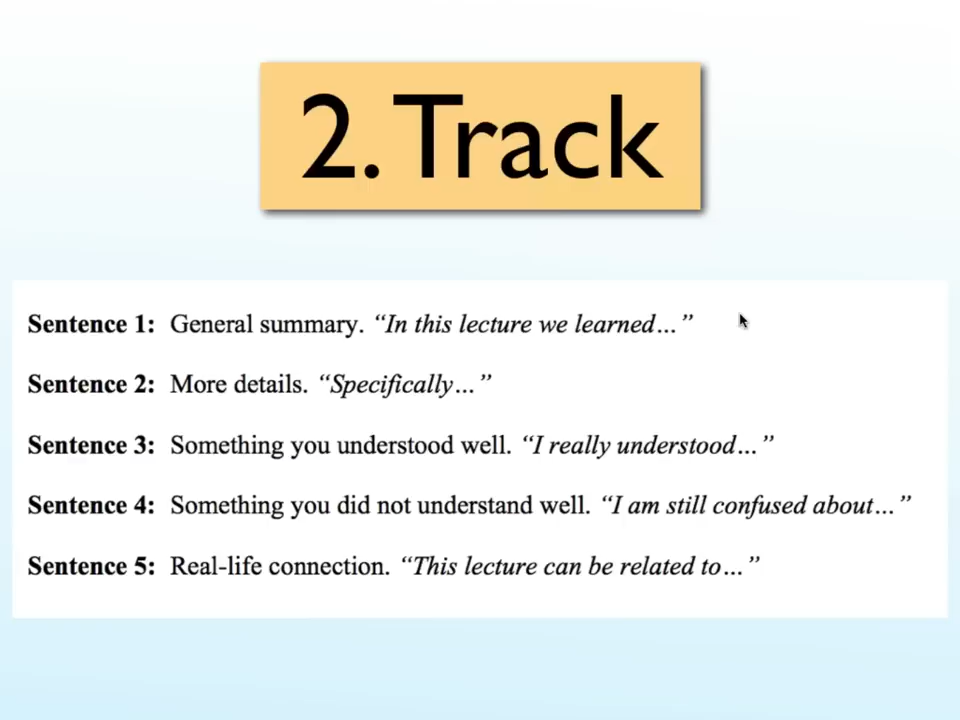 2. Track
Sentence 1: General summary. “In this lecture we learned…”
Sentence 2: More details. “Specifically…”
Sentence 3: Something you understood well. “I really understood…”
Sentence 4: Something you did not understand well. “I am still confused about…”
Sentence 5: Real-life connection. “This lecture can be related to…”